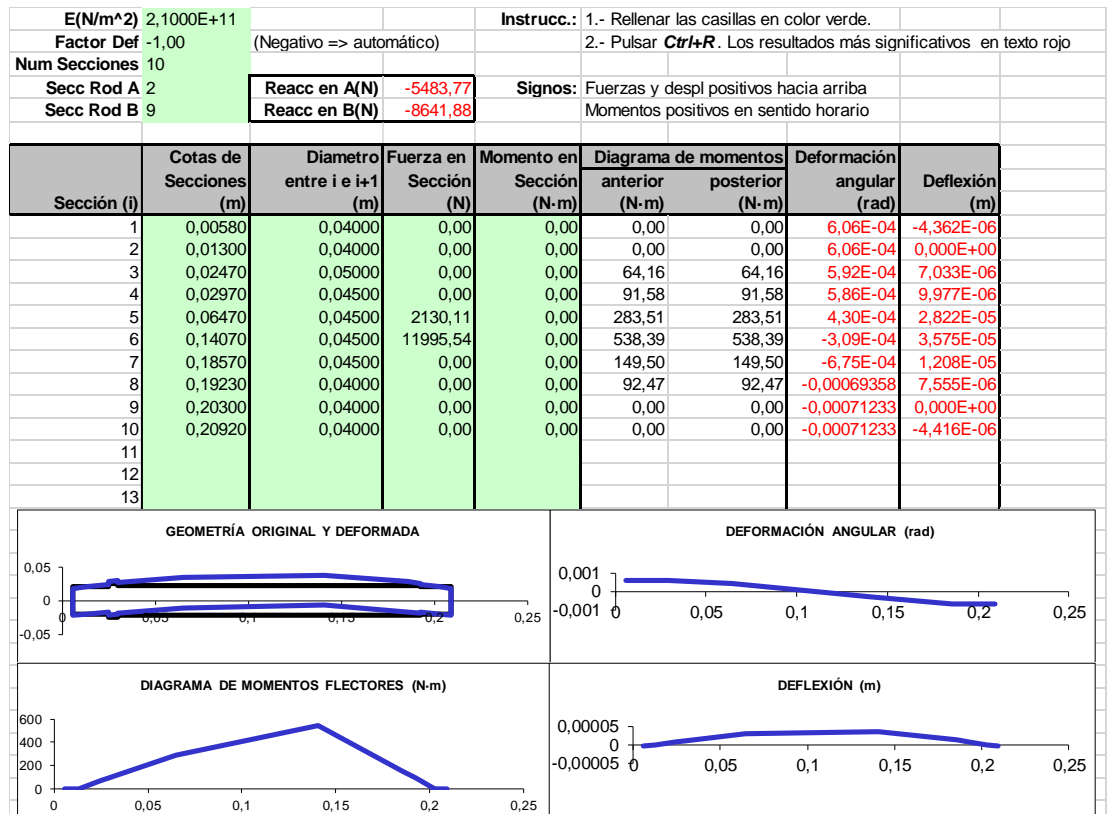 E(N/m^2) 2,1000E+11 Instrucc.: 1.- Rellenar las casillas en color verde.
Factor Def -1,00 (Negativo => automático) 2.- Pulsar Ctrl+R . Los resultados más significativos en texto rojo
Num Secciones 10
Secc Rod A 2 Reacc en A(N) -5483,77 Signos: Fuerzas y despl positivos hacia arriba
Secc Rod B 9 Reacc en B(N) -8641,88 Momentos positivos en sentido horario
Cotas de Diametro Fuerza en Momento en Diagrama de momentos Deformación
Secciones entre i e i+1 Sección Sección anterior posterior angular Deflexión
Sección (i) (m) (m) (N) (N·m) (N·m) (N·m) (rad) (m)
1 0,00580 0,04000 0,00 0,00 0,00 0,00 6,06E-04 -4,362E-06
2 0,01300 0,04000 0,00 0,00 0,00 0,00 6,06E-04 0,000E+00
3 0,02470 0,05000 0,00 0,00 64,16 64,16 5,92E-04 7,033E-06
4 0,02970 0,04500 0,00 0,00 91,58 91,58 5,86E-04 9,977E-06
5 0,06470 0,04500 2130,11 0,00 283,51 283,51 4,30E-04 2,822E-05
6 0,14070 0,04500 11995,54 0,00 538,39 538,39 -3,09E-04 3,575E-05
7 0,18570 0,04500 0,00 0,00 149,50 149,50 -6,75E-04 1,208E-05
8 0,19230 0,04000 0,00 0,00 92,47 92,47 -0,00069358 7,555E-06
9 0,20300 0,04000 0,00 0,00 0,00 0,00 -0,00071233 0,000E+00
10 0,20920 0,04000 0,00 0,00 0,00 0,00 -0,00071233 -4,416E-06
11
12
13
GEOMETRÍA ORIGINAL Y DEFORMADA
0,05
0
-0,05
0 0,05 0,1 0,15 0,2 0,25
DEFORMACIÓN ANGULAR (rad)
0,001
0
-0,001
0 0,05 0,1 0,15 0,2 0,25
DIAGRAMA DE MOMENTOS FLECTORES (N·m)
600
400
200
0
0 0,05 0,1 0,15 0,2 0,25
DEFLEXIÓN (m)
0,00005
0
-0,00005
0 0,05 0,1 0,15 0,2 0,25